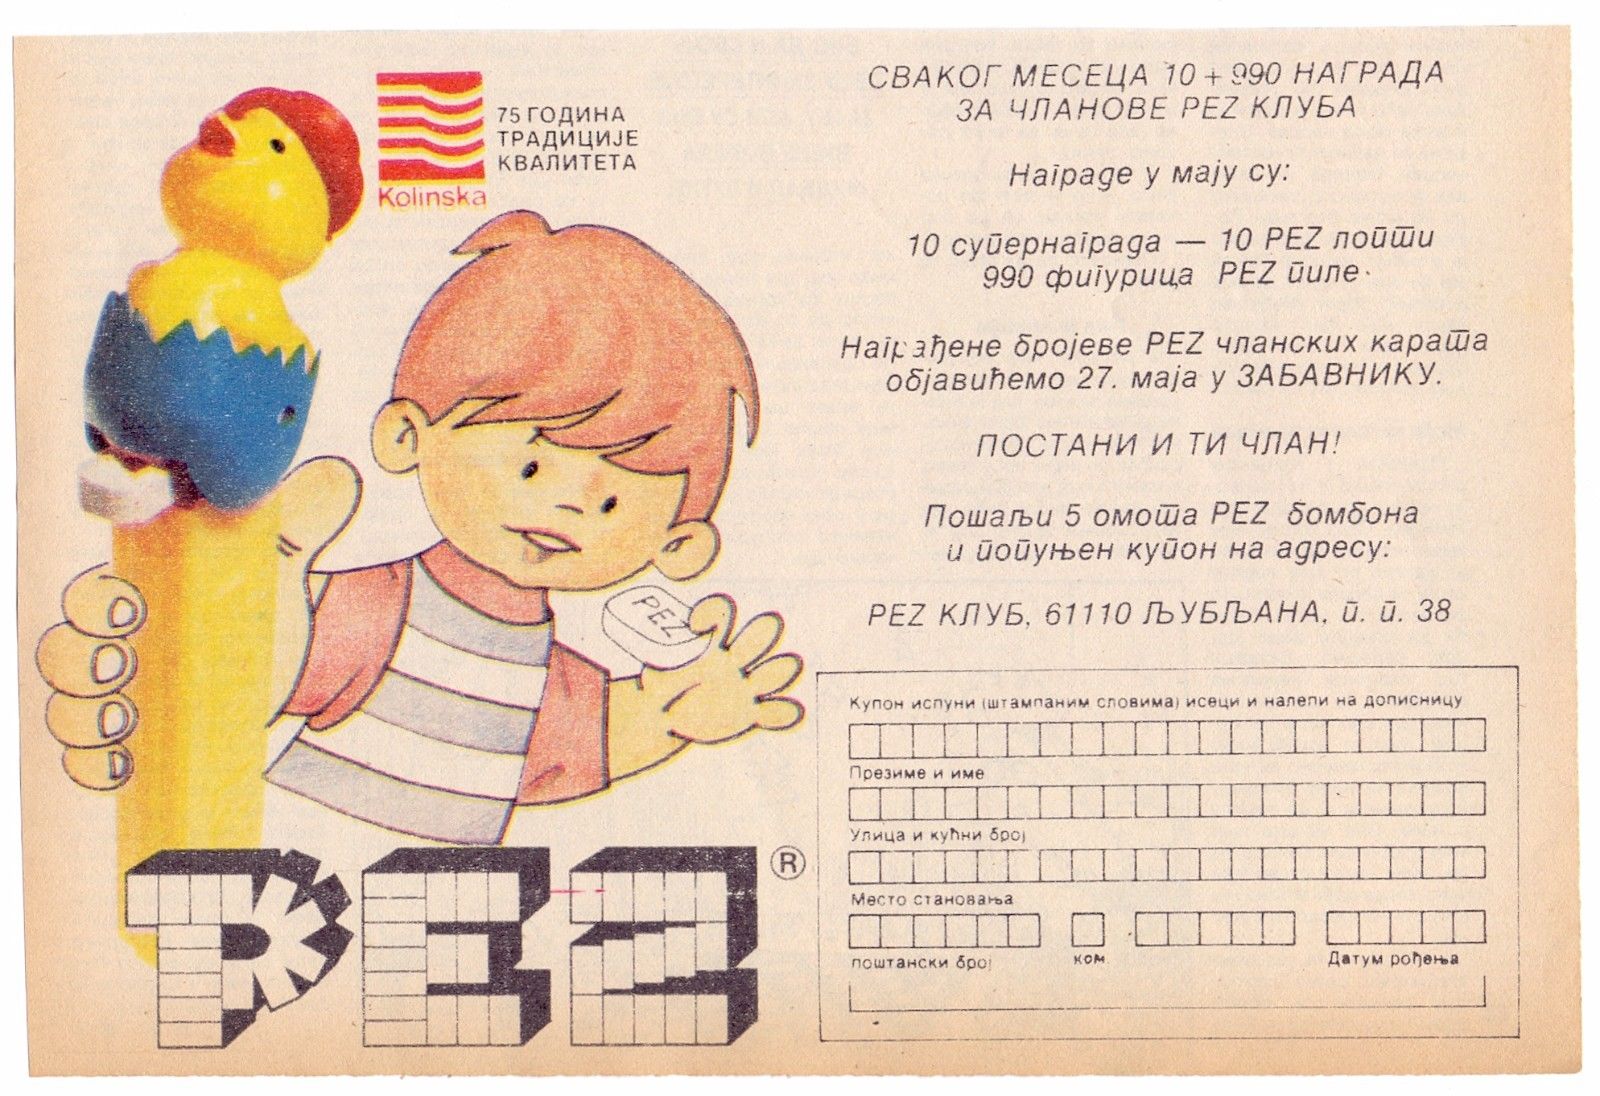 75 ГОДИНА
ТРАДИЦИЈЕ
КВАЛИТЕТА
Kolinska
СВАКОГ МЕСЕЦА 10 + 990 НАГРАДА
ЗА ЧЛАНОВЕ PEZ КЛУБА
Награде у мају су:
10 супернаграда — 10 PEZ лопти
990 фигурица PEZ пиле.
Награђене бројеве PEZ чланских карата
објавићемо 27. маја у ЗАБАВНИКУ.
ПОСТАНИ И ТИ ЧЛАН!
Пошаљи 5 омота PEZ бомбона
и попуњен купон на адресу:
PEZ КЛУБ, 61110 ЉУБЉАНА, п. п. 38
PEZ
PEZ ®
Купон испуни (штампаним словима) исеци и налепи на дописницу
Презиме и име
Улица и кућни број
Место становања
поштански број ком. Датум рођења